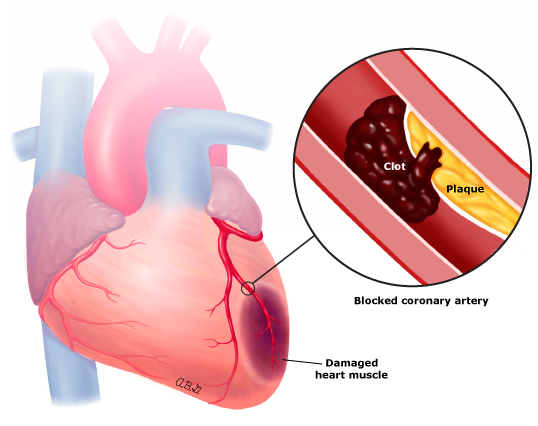 Clot
Plaque
Blocked coronary artery
Damaged
heart muscle